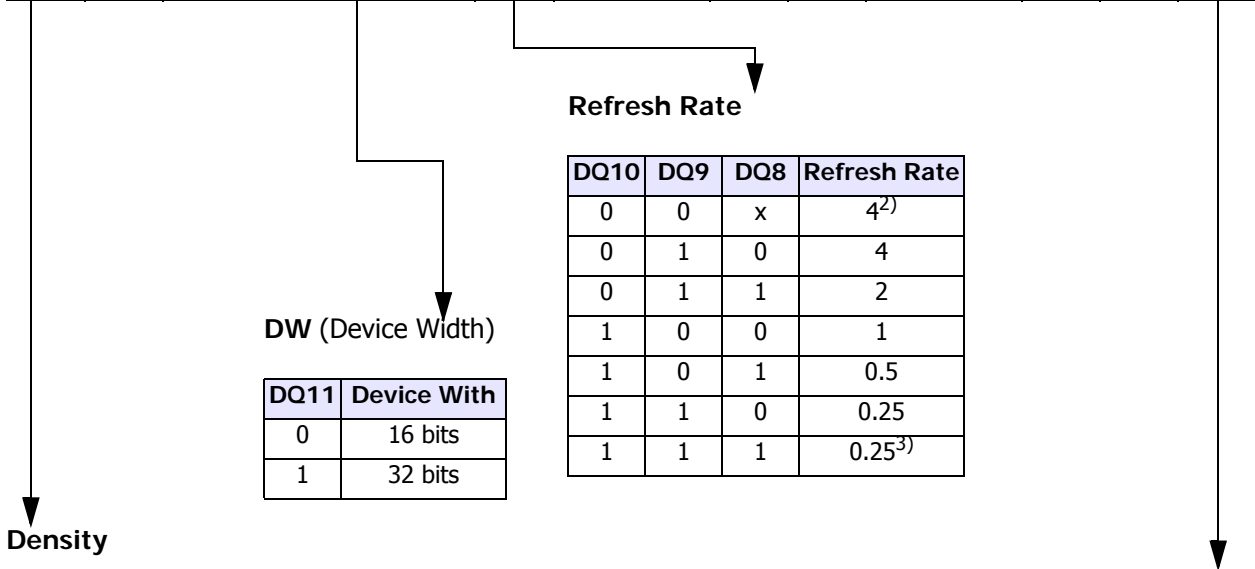 Refresh Rate
DQ10 DQ9 DQ8 Refresh Rate
0 0 x 42)
0 1 0 4
0 1 1 2
1 0 0 1
1 0 1 0.5
1 1 0 0.25
1 1 1 0.253)
DW (Device Width)
DQ11 Device With
0 16 bits
1 32 bits
Density